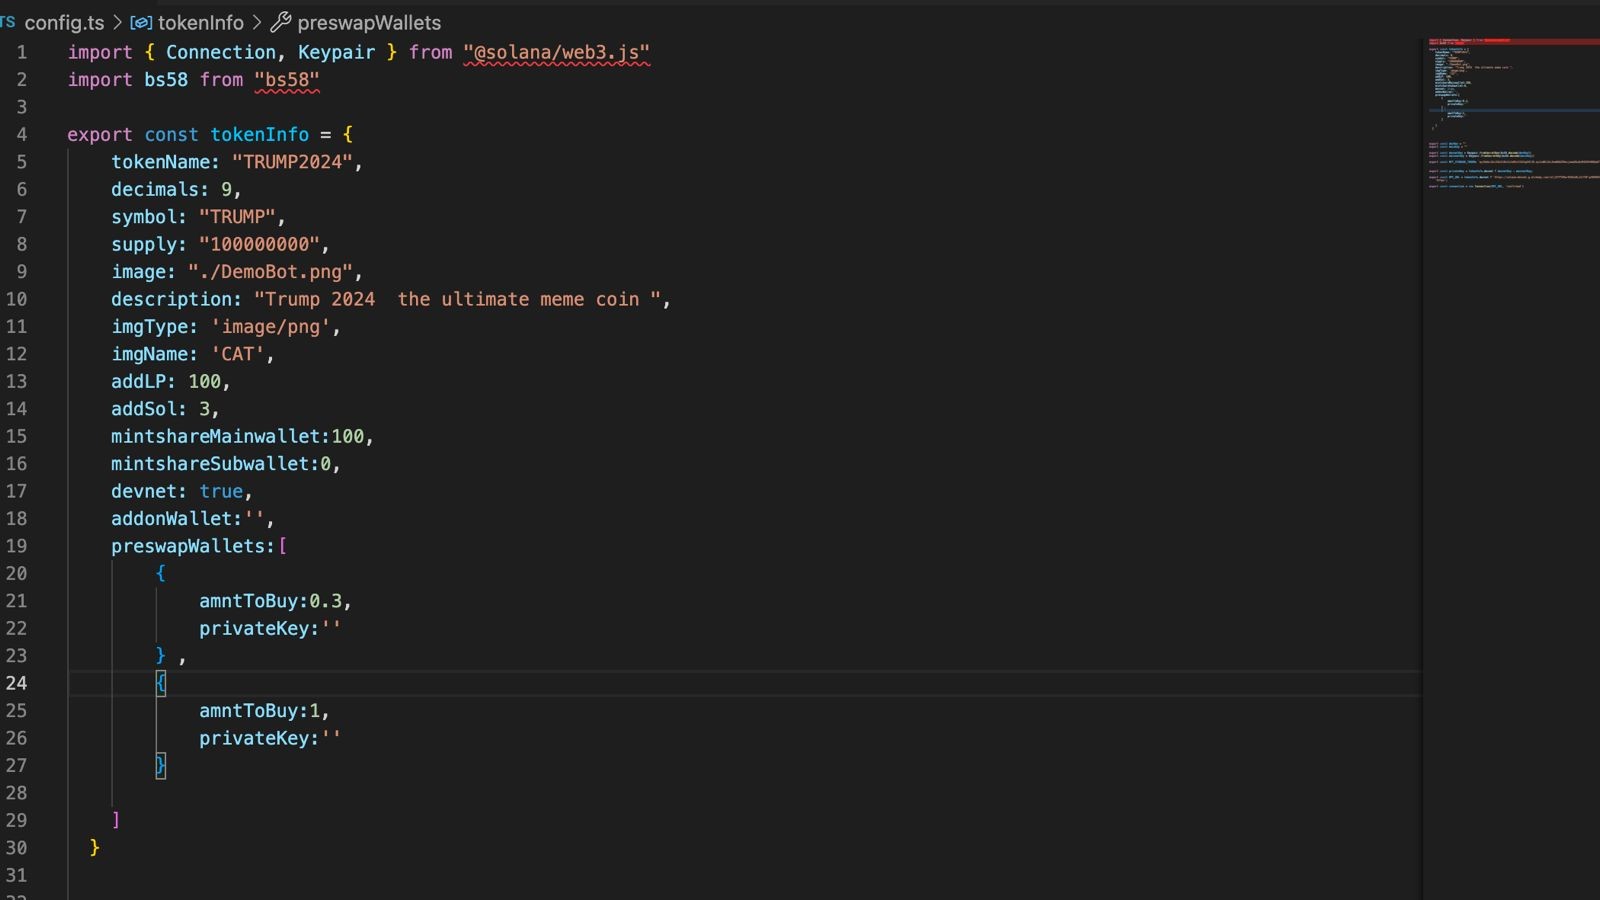 TS config.ts > tokenInfo > preswapWallets
1 import { Connection, Keypair } from "@solana/web3.js"
2 import bs58 from "bs58"
3
4 export const tokenInfo = {
5 tokenName: "TRUMP2024",
6 decimals: 9,
7 symbol: "TRUMP",
8 supply: "100000000",
9 image: "./DemoBot.png",
10 description: "Trump 2024  the ultimate meme coin ",
11 imgType: 'image/png',
12 imgName: 'CAT',
13 addLP: 100,
14 addSol: 3,
15 mintshareMainwallet:100,
16 mintshareSubwallet:0,
17 devnet: true,
18 addonWallet:'',
19 preswapWallets:[
20 {
21 amntToBuy:0.3,
22 privateKey:''
23 } ,
24 {
25 amntToBuy:1,
26 privateKey:''
27 }
28
29 ]
30 }
31